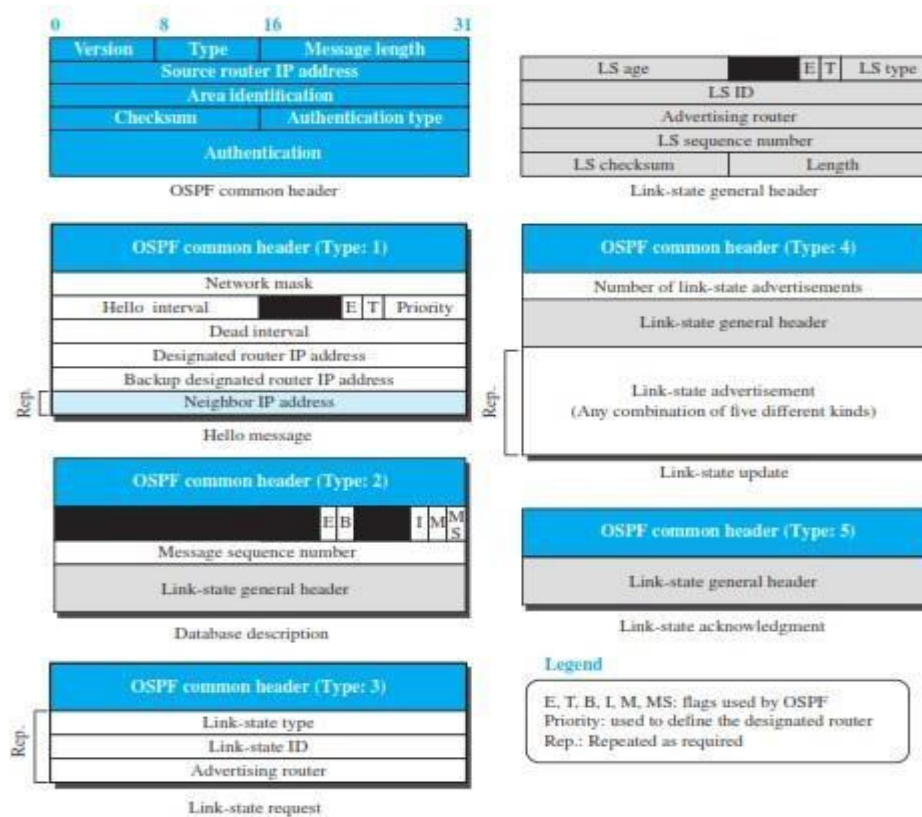 0 8 16 31
Version Type Message length
Source router IP address
Area identification
Checksum Authentication type
Authentication
OSPF common header
LS age E T LS type
LS ID
Advertising router
LS sequence number
LS checksum Length
Link-state general header
OSPF common header (Type: 1)
Network mask
Hello interval E T Priority
Dead interval
Designated router IP address
Backup designated router IP address
Rep. Neighbor IP address
Hello message
OSPF common header (Type: 4)
Number of link-state advertisements
Link-state general header
Rep. Link-state advertisement
(Any combination of five different kinds)
Link-state update
OSPF common header (Type: 2)
E B I M M
S
Message sequence number
Link-state general header
Database description
OSPF common header (Type: 5)
Link-state general header
Link-state acknowledgment
OSPF common header (Type: 3)
Rep. Link-state type
Link-state ID
Advertising router
Link-state request
Legend
E, T, B, I, M, MS: flags used by OSPF
Priority: used to define the designated router
Rep.: Repeated as required